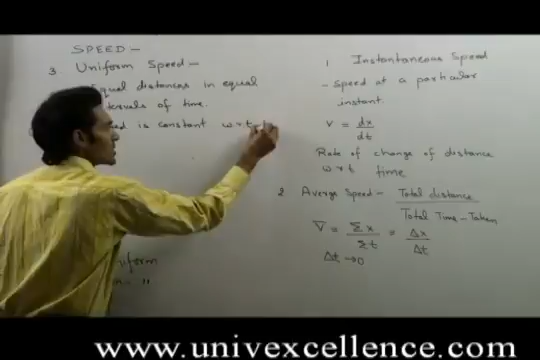 SPEED-
3. Uniform Speed-
Equal distances in equal
intervals of time.
is constant w.r.t.
1 Instantaneous Speed
- Speed at a particular
instant.
V = dx/dt
Rate of change of distance
w r t time
2 Averge Speed- Total distance/Total Time-Taken
V̅ = Σx/Σt = Δx/Δt
Δt→0
uniform
"
www.univexcellence.com